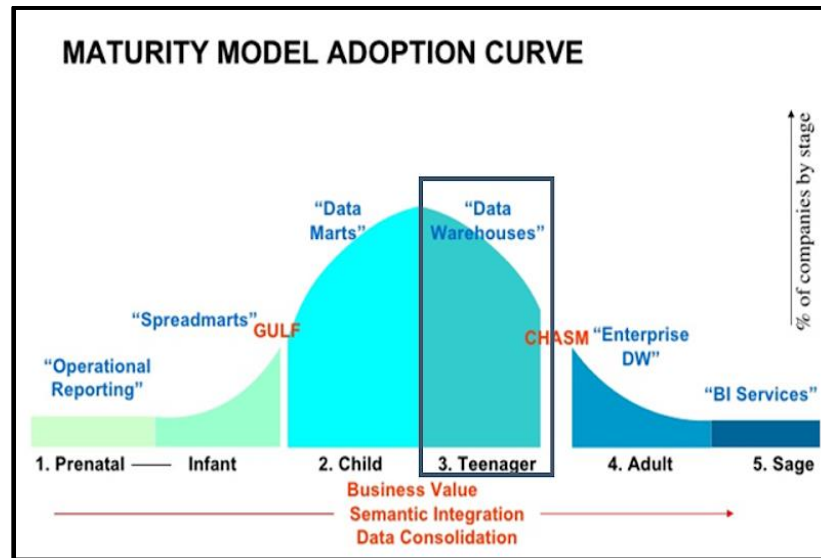 MATURITY MODEL ADOPTION CURVE
% of companies by stage
“Data
Marts”
“Data
Warehouses”
“Spreadmarts”
GULF
CHASM
“Enterprise
DW”
“Operational
Reporting”
“BI Services”
1. Prenatal Infant 2. Child 3. Teenager 4. Adult 5. Sage
Business Value
Semantic Integration
Data Consolidation